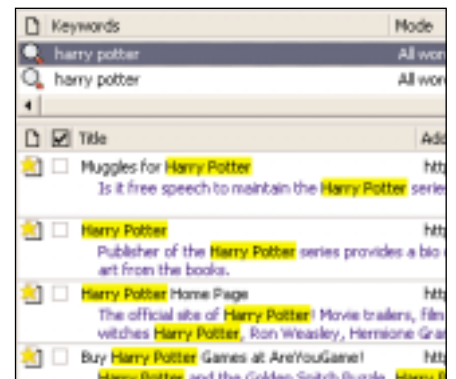 Keywords Mode
harry potter All wor
harry potter All wor
Title Add
Muggles for Harry Potter http
Is it free speech to maintain the Harry Potter serie
Harry Potter http
Publisher of the Harry Potter series provides a bio
art from the books.
Harry Potter Home Page http
The official site of Harry Potter! Movie trailers, film
witches Harry Potter, Ron Weasley, Hermione Gran
Buy Harry Potter Games at AreYouGame! http
Harry Potter and the Golden Snitch Puzzle, Harry P